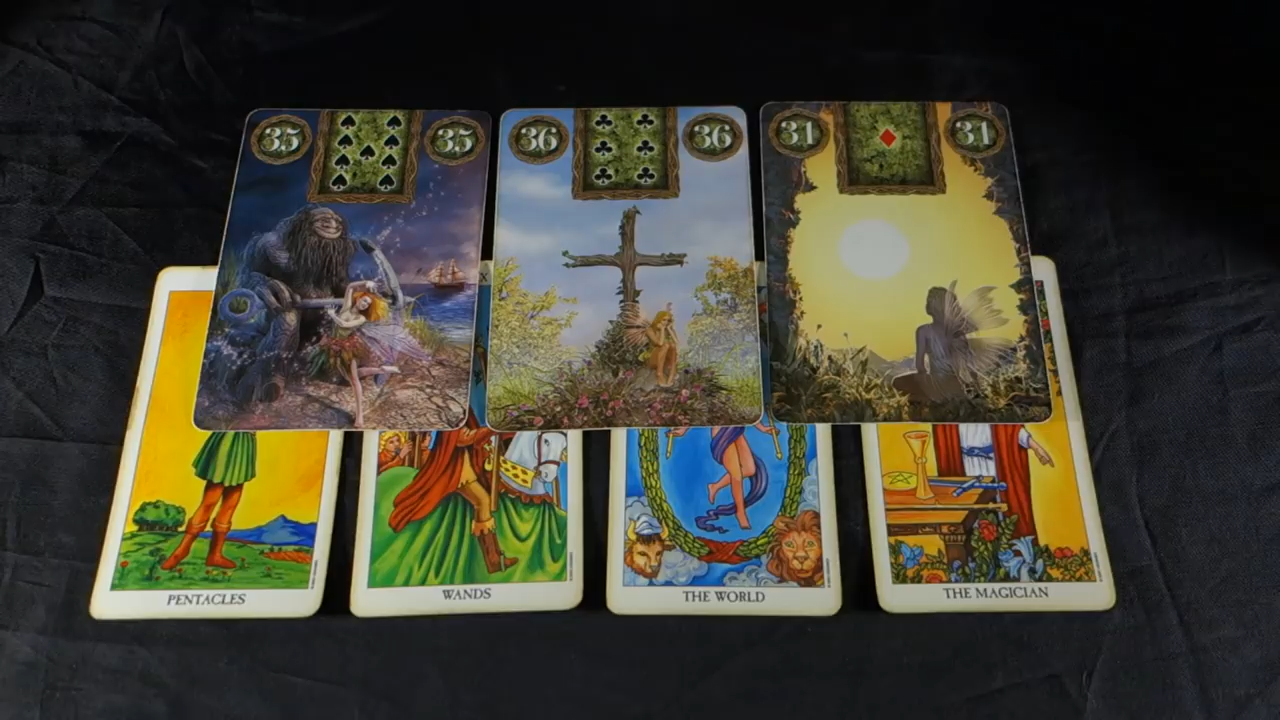 35 35
36 36
31 31
X
PENTACLES
WANDS
THE WORLD
THE MAGICIAN